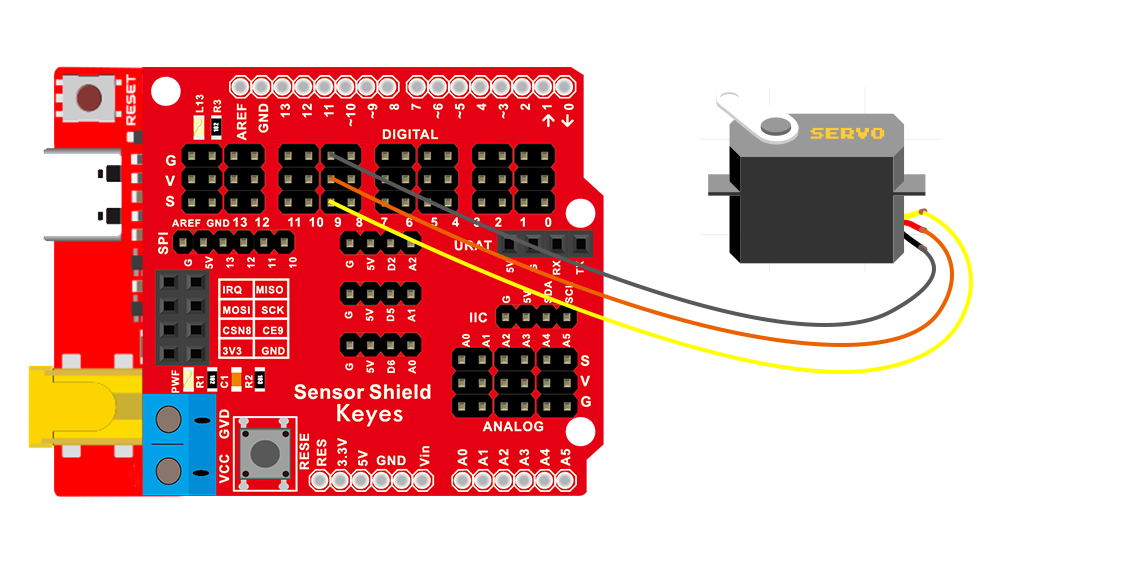 RESET
L13
R3
102
AREF
GND
13
12
11
~10
~9
8
7
~6
~5
4
~3
2
1
0
DIGITAL
G
V
S
AREF GND 13 12 11 10 9 8 7 6 5 4 3 2 1 0
SERVO
SPI
G
5V
13
12
11
10
G
5V
D2
A2
URAT
5V
G
RX
TX
IRQ MISO
MOSI SCK
CSN8 CE9
3V3 GND
G
5V
D5
A1
IIC
G
5V
SDA
SCL
G
5V
D6
A0
A0
A1
A2
A3
A4
A5
S
V
G
ANALOG
PWF
R1
C1
R2
Sensor Shield
Keyes
GVD
VCC
RESE
RES
3.3V
5V
GND
Vin
A0
A1
A2
A3
A4
A5